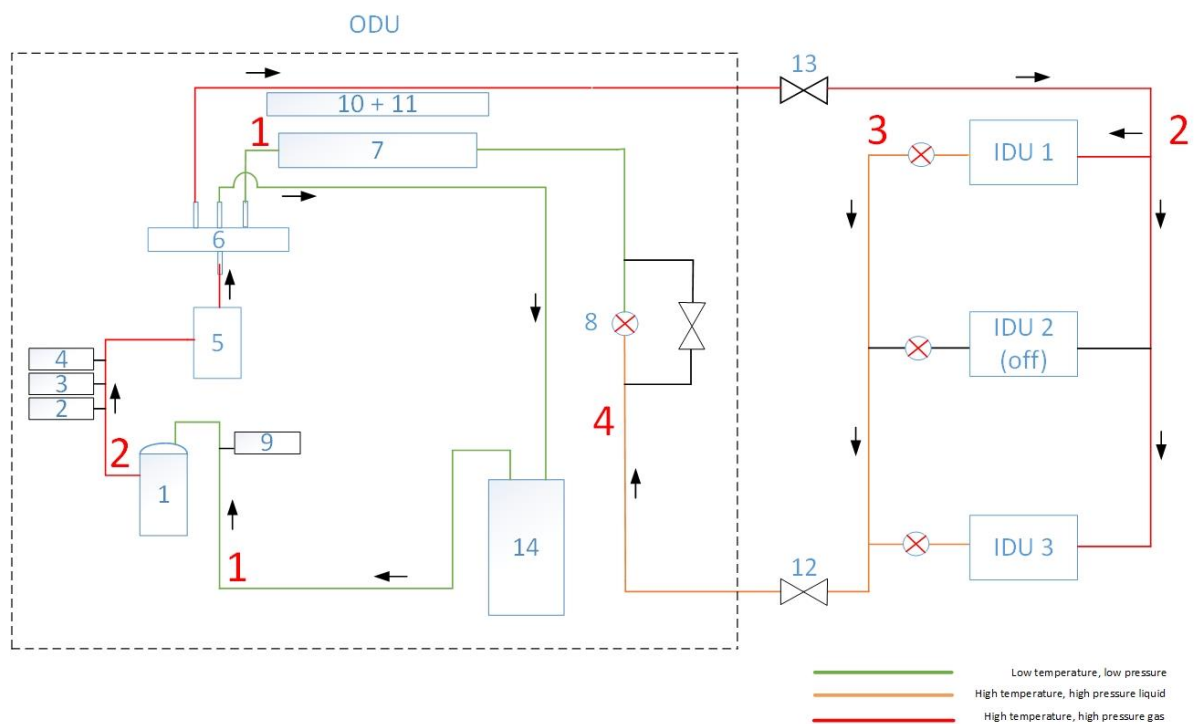 ODU
13
10 + 11
1
7
3
IDU 1
2
6
8
IDU 2
(off)
5
4
3
2
4
2
9
1
14
1
12
IDU 3
Low temperature, low pressure
High temperature, high pressure liquid
High temperature, high pressure gas